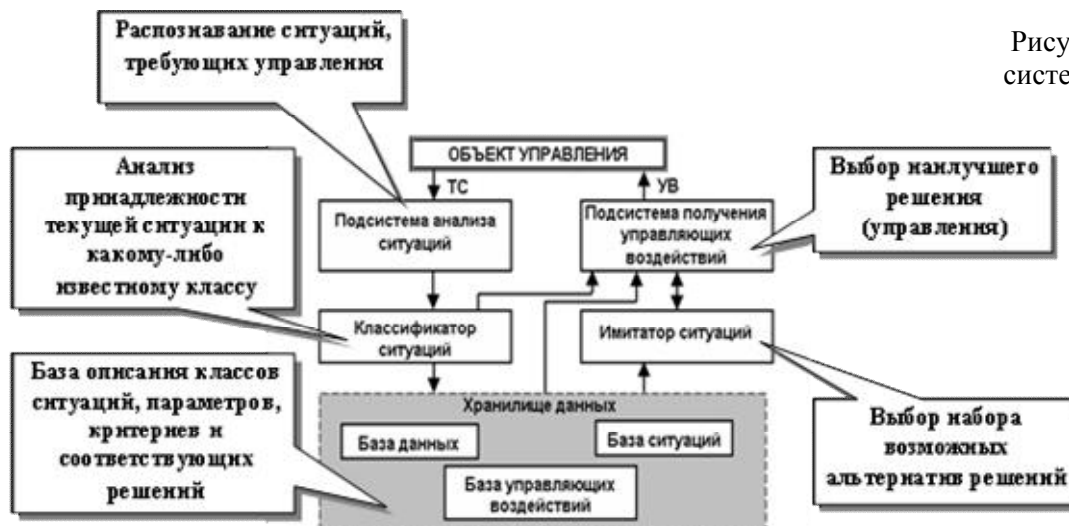 Распознавание ситуаций,
требующих управления
Рису
систе
ОБЪЕКТ УПРАВЛЕНИЯ
ТС
УВ
Анализ
принадлежности
текущей ситуации к
какому-либо
известному классу
Подсистема анализа
ситуаций
Подсистема получения
управляющих
воздействий
Выбор наилучшего
решения
(управления)
Классификатор
ситуаций
Имитатор ситуаций
База описания классов
ситуаций, параметров,
критериев и
соответствующих
решений
Хранилище данных
База данных
База ситуаций
База управляющих
воздействий
Выбор набора
возможных
альтернатив решений